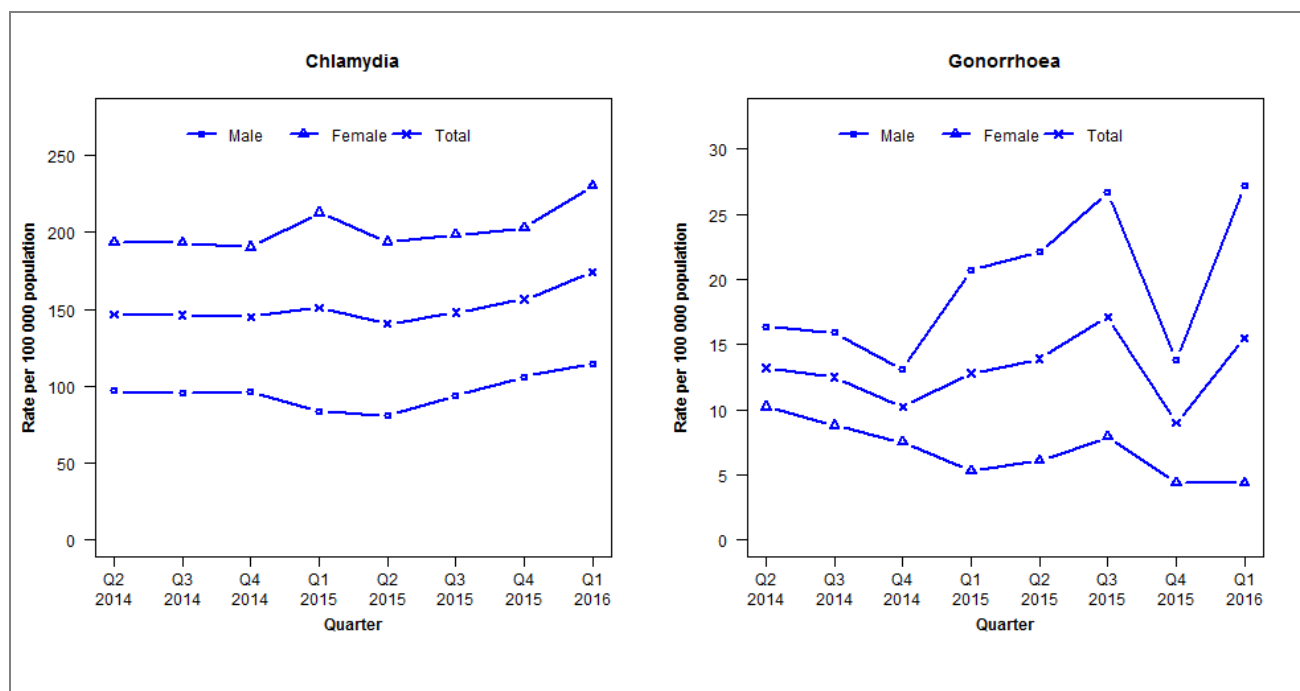 Chlamydia
Male Female Total
Rate per 100 000 population
250
200
150
100
50
0
Q2 Q3 Q4 Q1 Q2 Q3 Q4 Q1
2014 2014 2014 2015 2015 2015 2015 2016
Quarter
Gonorrhoea
Male Female Total
Rate per 100 000 population
30
25
20
15
10
5
0
Q2 Q3 Q4 Q1 Q2 Q3 Q4 Q1
2014 2014 2014 2015 2015 2015 2015 2016
Quarter